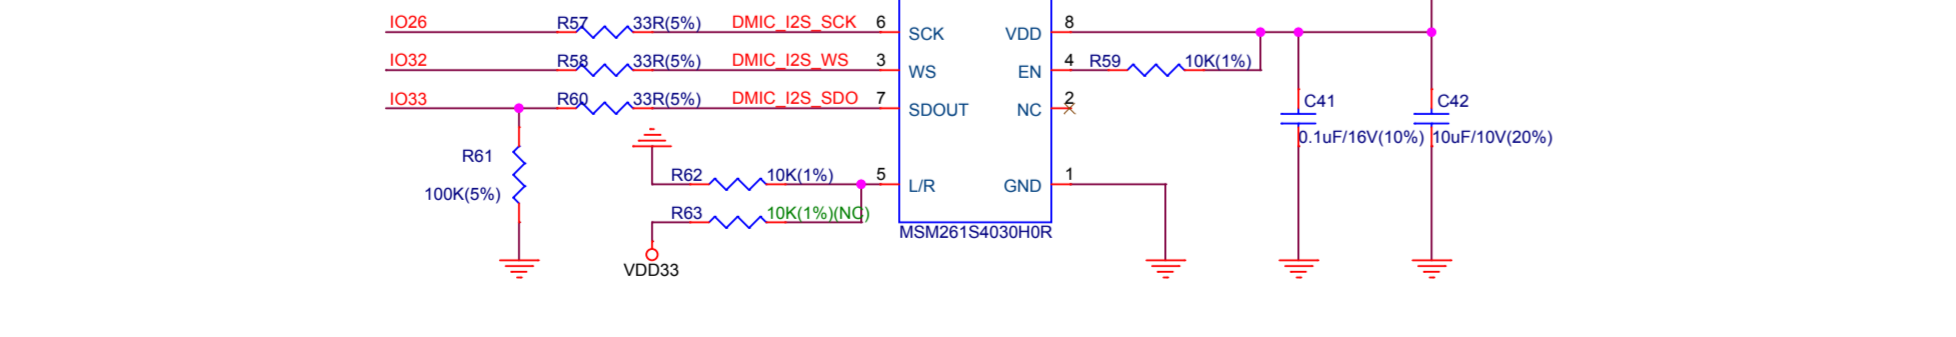 IO26 R57 33R(5%) DMIC_I2S_SCK 6 SCK VDD 8
IO32 R58 33R(5%) DMIC_I2S_WS 3 WS EN 4 R59 10K(1%)
IO33 R60 33R(5%) DMIC_I2S_SDO 7 SDOUT NC 2 C41 C42
0.1uF/16V(10%) 10uF/10V(20%)
R61
R62 10K(1%) 5 L/R GND 1
100K(5%)
R63 10K(1%)(NC)
MSM261S4030H0R
VDD33